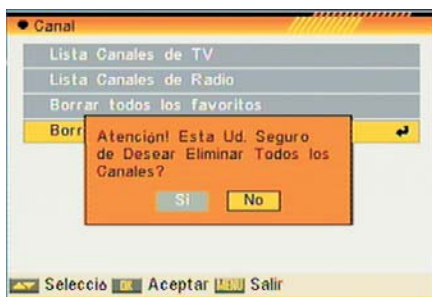 Canal
Lista Canales de TV
Lista Canales de Radio
Borrar todos los favoritos
Borr
Atención! Esta Ud. Seguro
de Desear Eliminar Todos los
Canales?
Si No
Selecció OK Aceptar MENU Salir